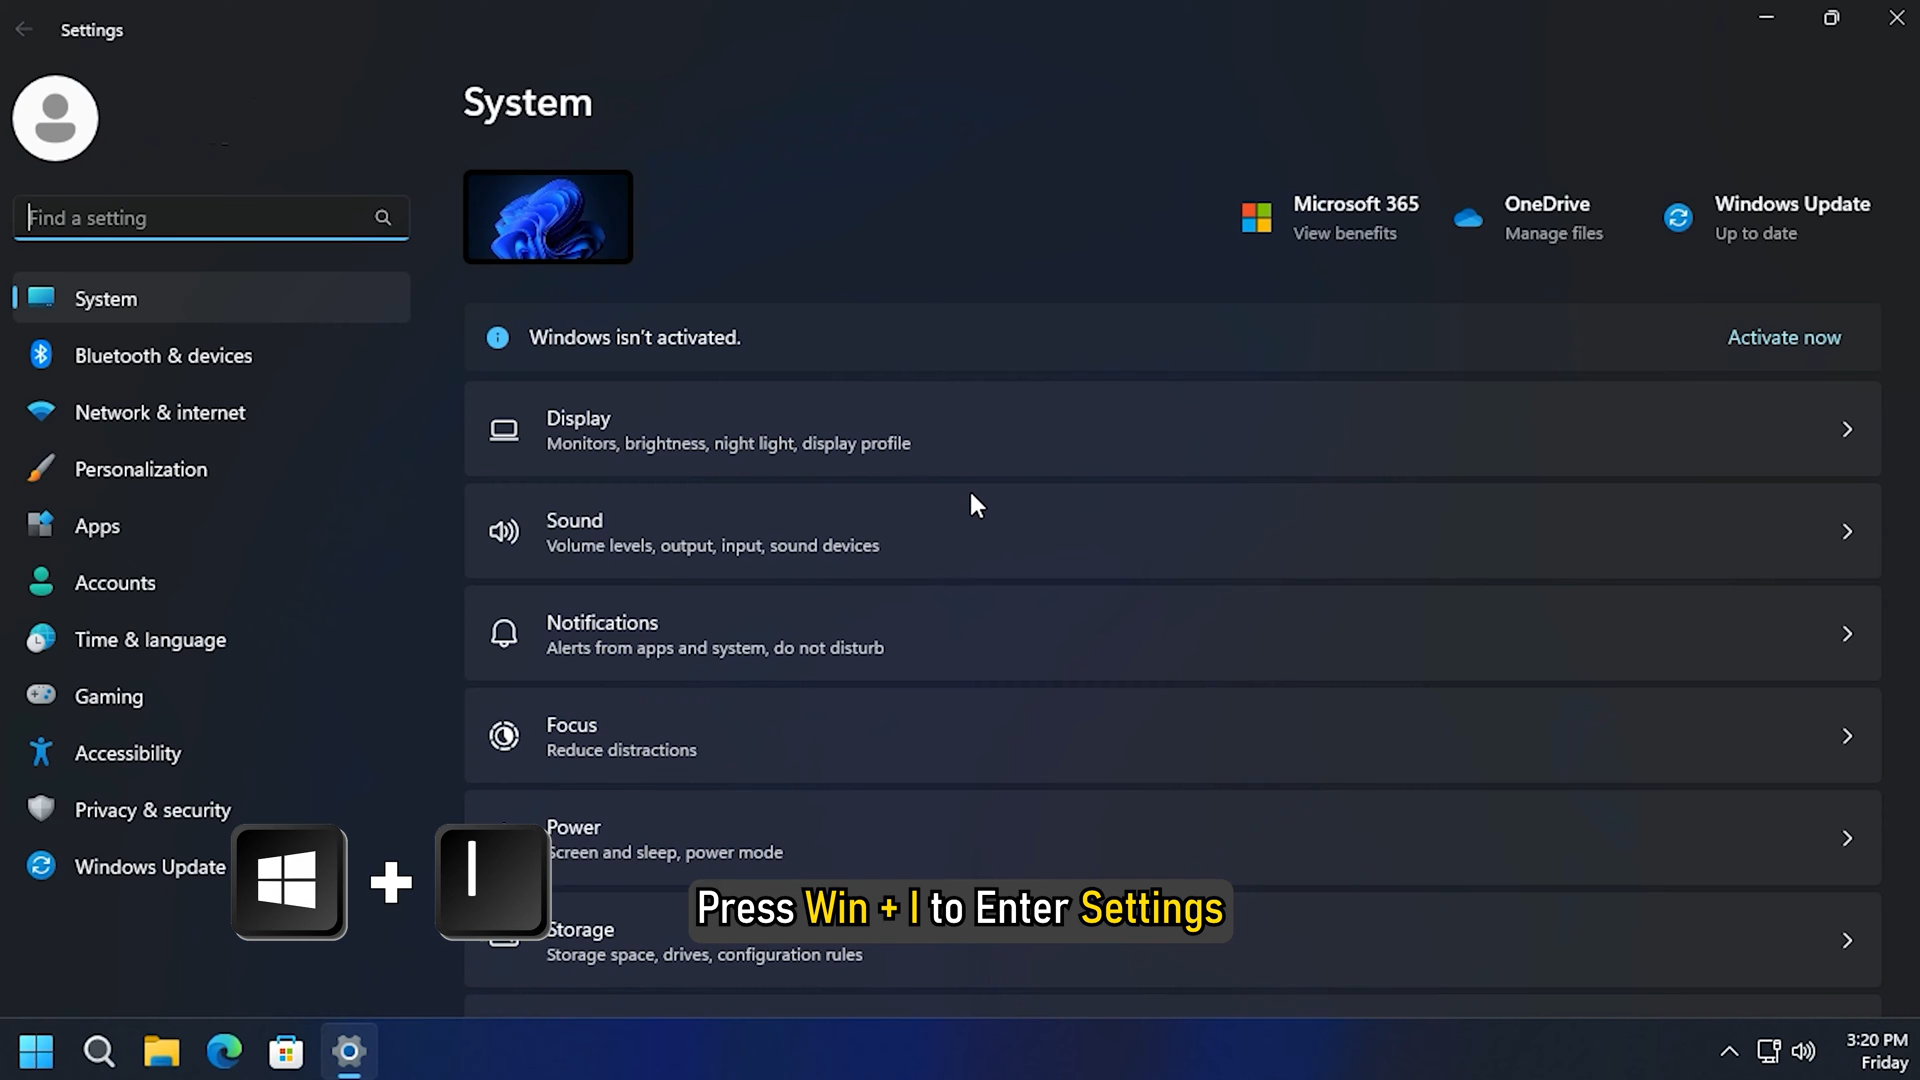 Settings
System
Find a setting
Microsoft 365
View benefits
OneDrive
Manage files
Windows Update
Up to date
System
Bluetooth & devices
Network & internet
Personalization
Apps
Accounts
Time & language
Gaming
Accessibility
Privacy & security
Windows Update
Windows isn't activated.
Activate now
Display
Monitors, brightness, night light, display profile
Sound
Volume levels, output, input, sound devices
Notifications
Alerts from apps and system, do not disturb
Focus
Reduce distractions
Power
Screen and sleep, power mode
Storage
Storage space, drives, configuration rules
+ I
Press Win + I to Enter Settings
3:20 PM
Friday